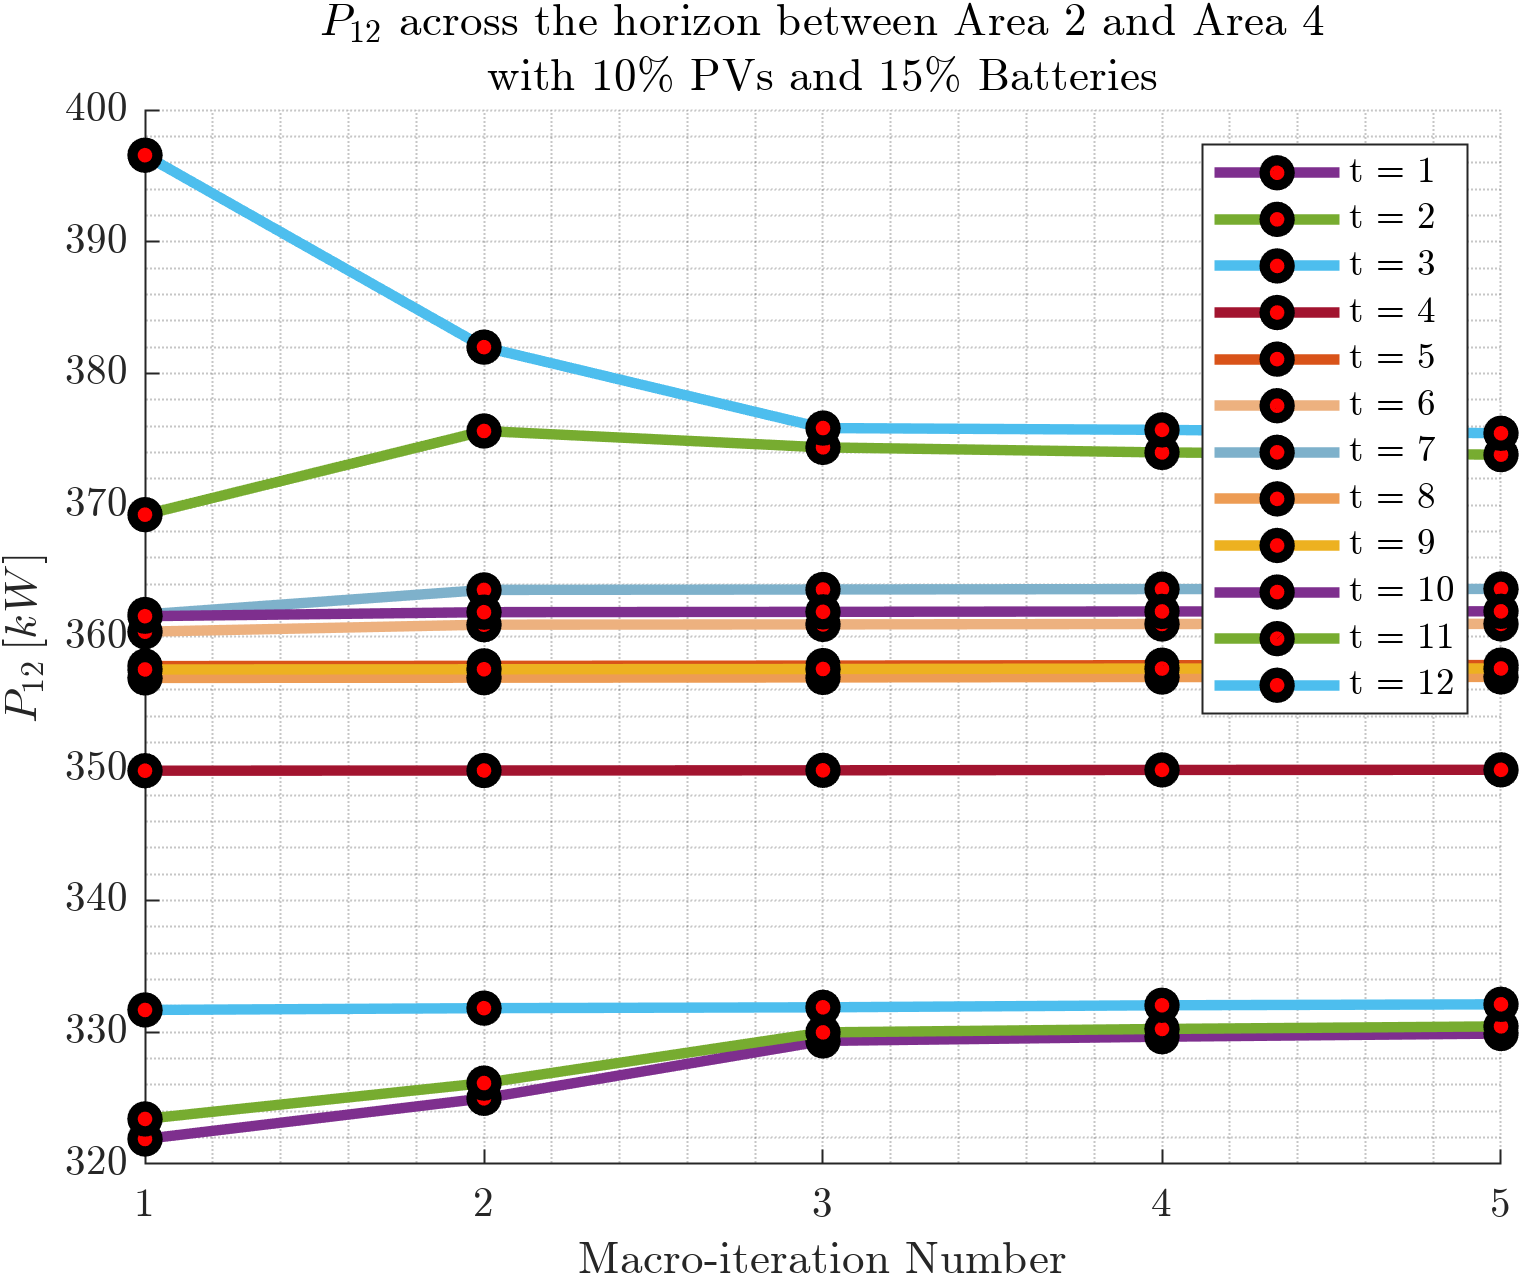 P₁₂ across the horizon between Area 2 and Area 4
with 10% PVs and 15% Batteries
400
390
380
370
360
350
340
330
320
P₁₂ [kW]
t = 1
t = 2
t = 3
t = 4
t = 5
t = 6
t = 7
t = 8
t = 9
t = 10
t = 11
t = 12
1 2 3 4 5
Macro-iteration Number